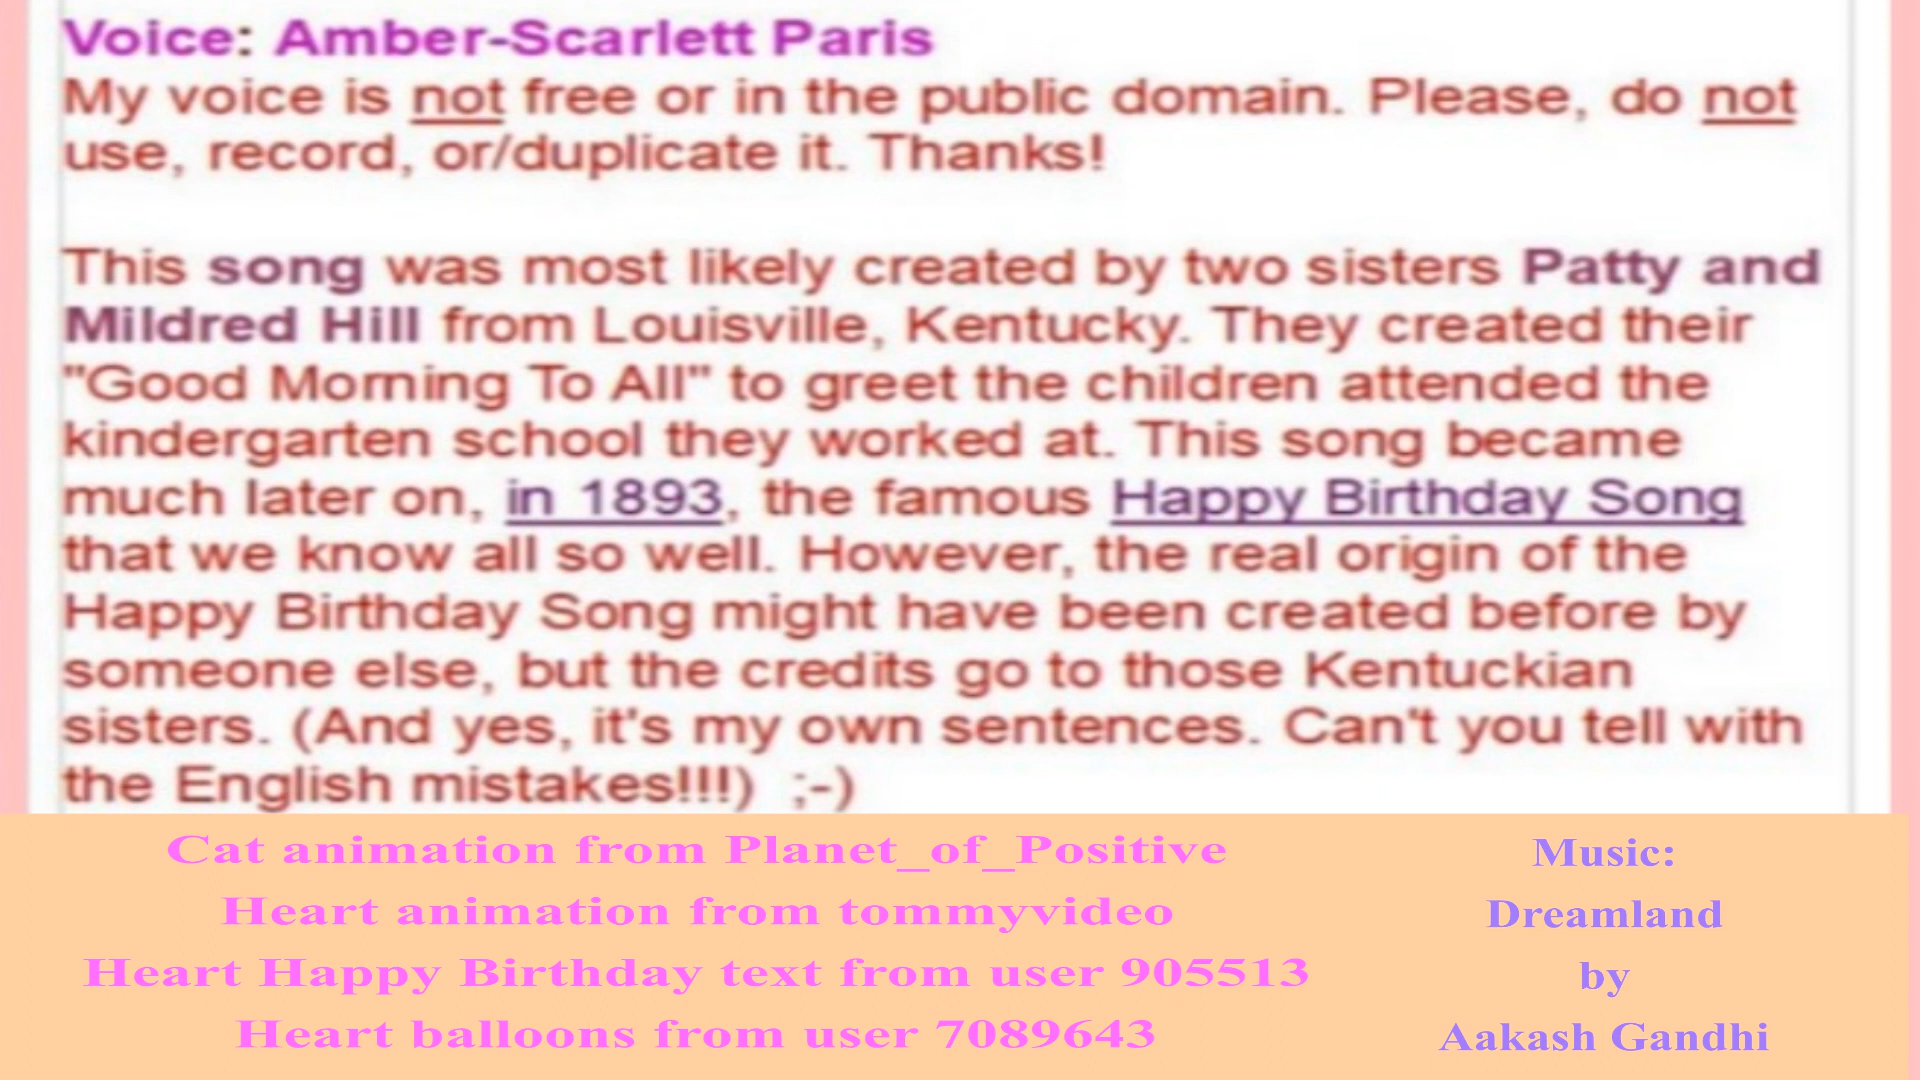 Voice: Amber-Scarlett Paris
My voice is not free or in the public domain. Please, do not
use, record, or/duplicate it. Thanks!
This song was most likely created by two sisters Patty and
Mildred Hill from Louisville, Kentucky. They created their
"Good Morning To All" to greet the children attended the
kindergarten school they worked at. This song became
much later on, in 1893, the famous Happy Birthday Song
that we know all so well. However, the real origin of the
Happy Birthday Song might have been created before by
someone else, but the credits go to those Kentuckian
sisters. (And yes, it's my own sentences. Can't you tell with
the English mistakes!!!) ;-)
Cat animation from Planet_of_Positive
Heart animation from tommyvideo
Heart Happy Birthday text from user 905513
Heart balloons from user 7089643
Music:
Dreamland
by
Aakash Gandhi